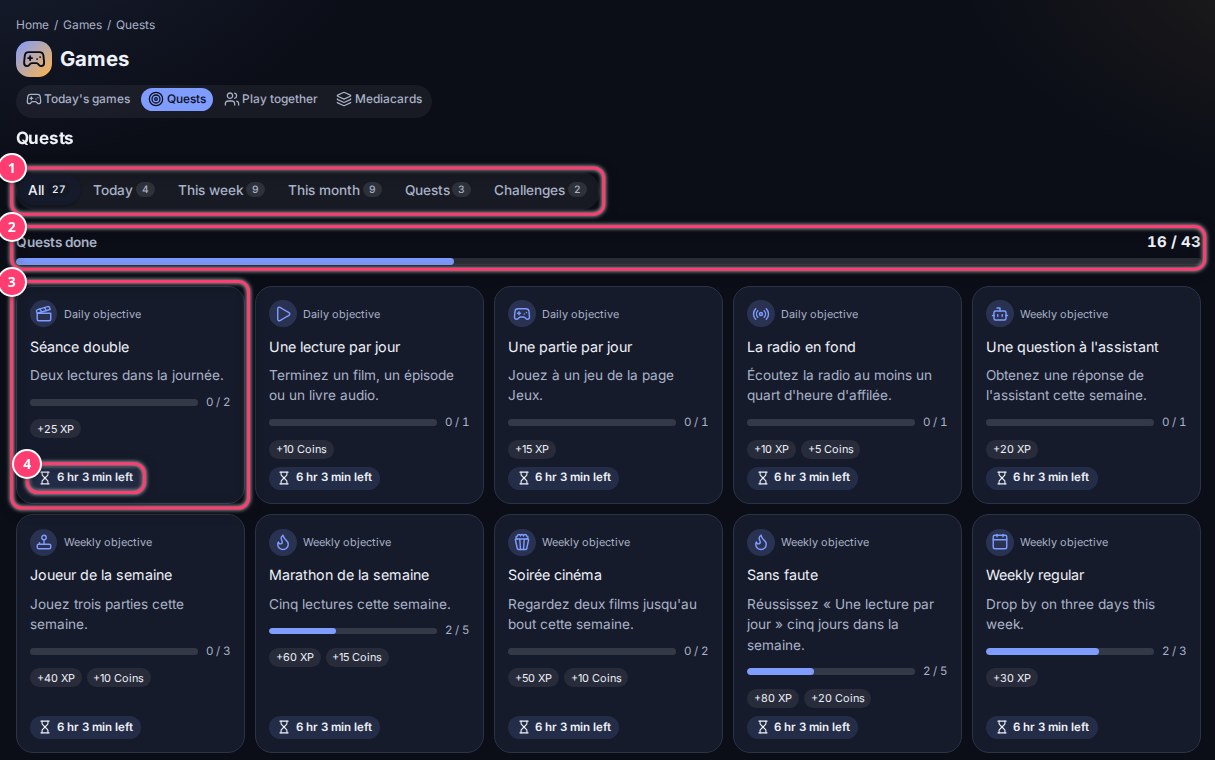 Home / Games / Quests
Games
Today's games Quests Play together Mediacards
Quests
1
All 27 Today 4 This week 9 This month 9 Quests 3 Challenges 2
2
Quests done 16 / 43
3
Daily objective
Séance double
Deux lectures dans la journée.
0 / 2
+25 XP
4
6 hr 3 min left
Daily objective
Une lecture par jour
Terminez un film, un épisode
ou un livre audio.
0 / 1
+10 Coins
6 hr 3 min left
Daily objective
Une partie par jour
Jouez à un jeu de la page
Jeux.
0 / 1
+15 XP
6 hr 3 min left
Daily objective
La radio en fond
Écoutez la radio au moins un
quart d'heure d'affilée.
0 / 1
+10 XP +5 Coins
6 hr 3 min left
Weekly objective
Une question à l'assistant
Obtenez une réponse de
l'assistant cette semaine.
0 / 1
+20 XP
6 hr 3 min left
Weekly objective
Joueur de la semaine
Jouez trois parties cette
semaine.
0 / 3
+40 XP +10 Coins
6 hr 3 min left
Weekly objective
Marathon de la semaine
Cinq lectures cette semaine.
2 / 5
+60 XP +15 Coins
6 hr 3 min left
Weekly objective
Soirée cinéma
Regardez deux films jusqu'au
bout cette semaine.
0 / 2
+50 XP +10 Coins
6 hr 3 min left
Weekly objective
Sans faute
Réussissez « Une lecture par
jour » cinq jours dans la
semaine.
2 / 5
+80 XP +20 Coins
6 hr 3 min left
Weekly objective
Weekly regular
Drop by on three days this
week.
2 / 3
+30 XP
6 hr 3 min left